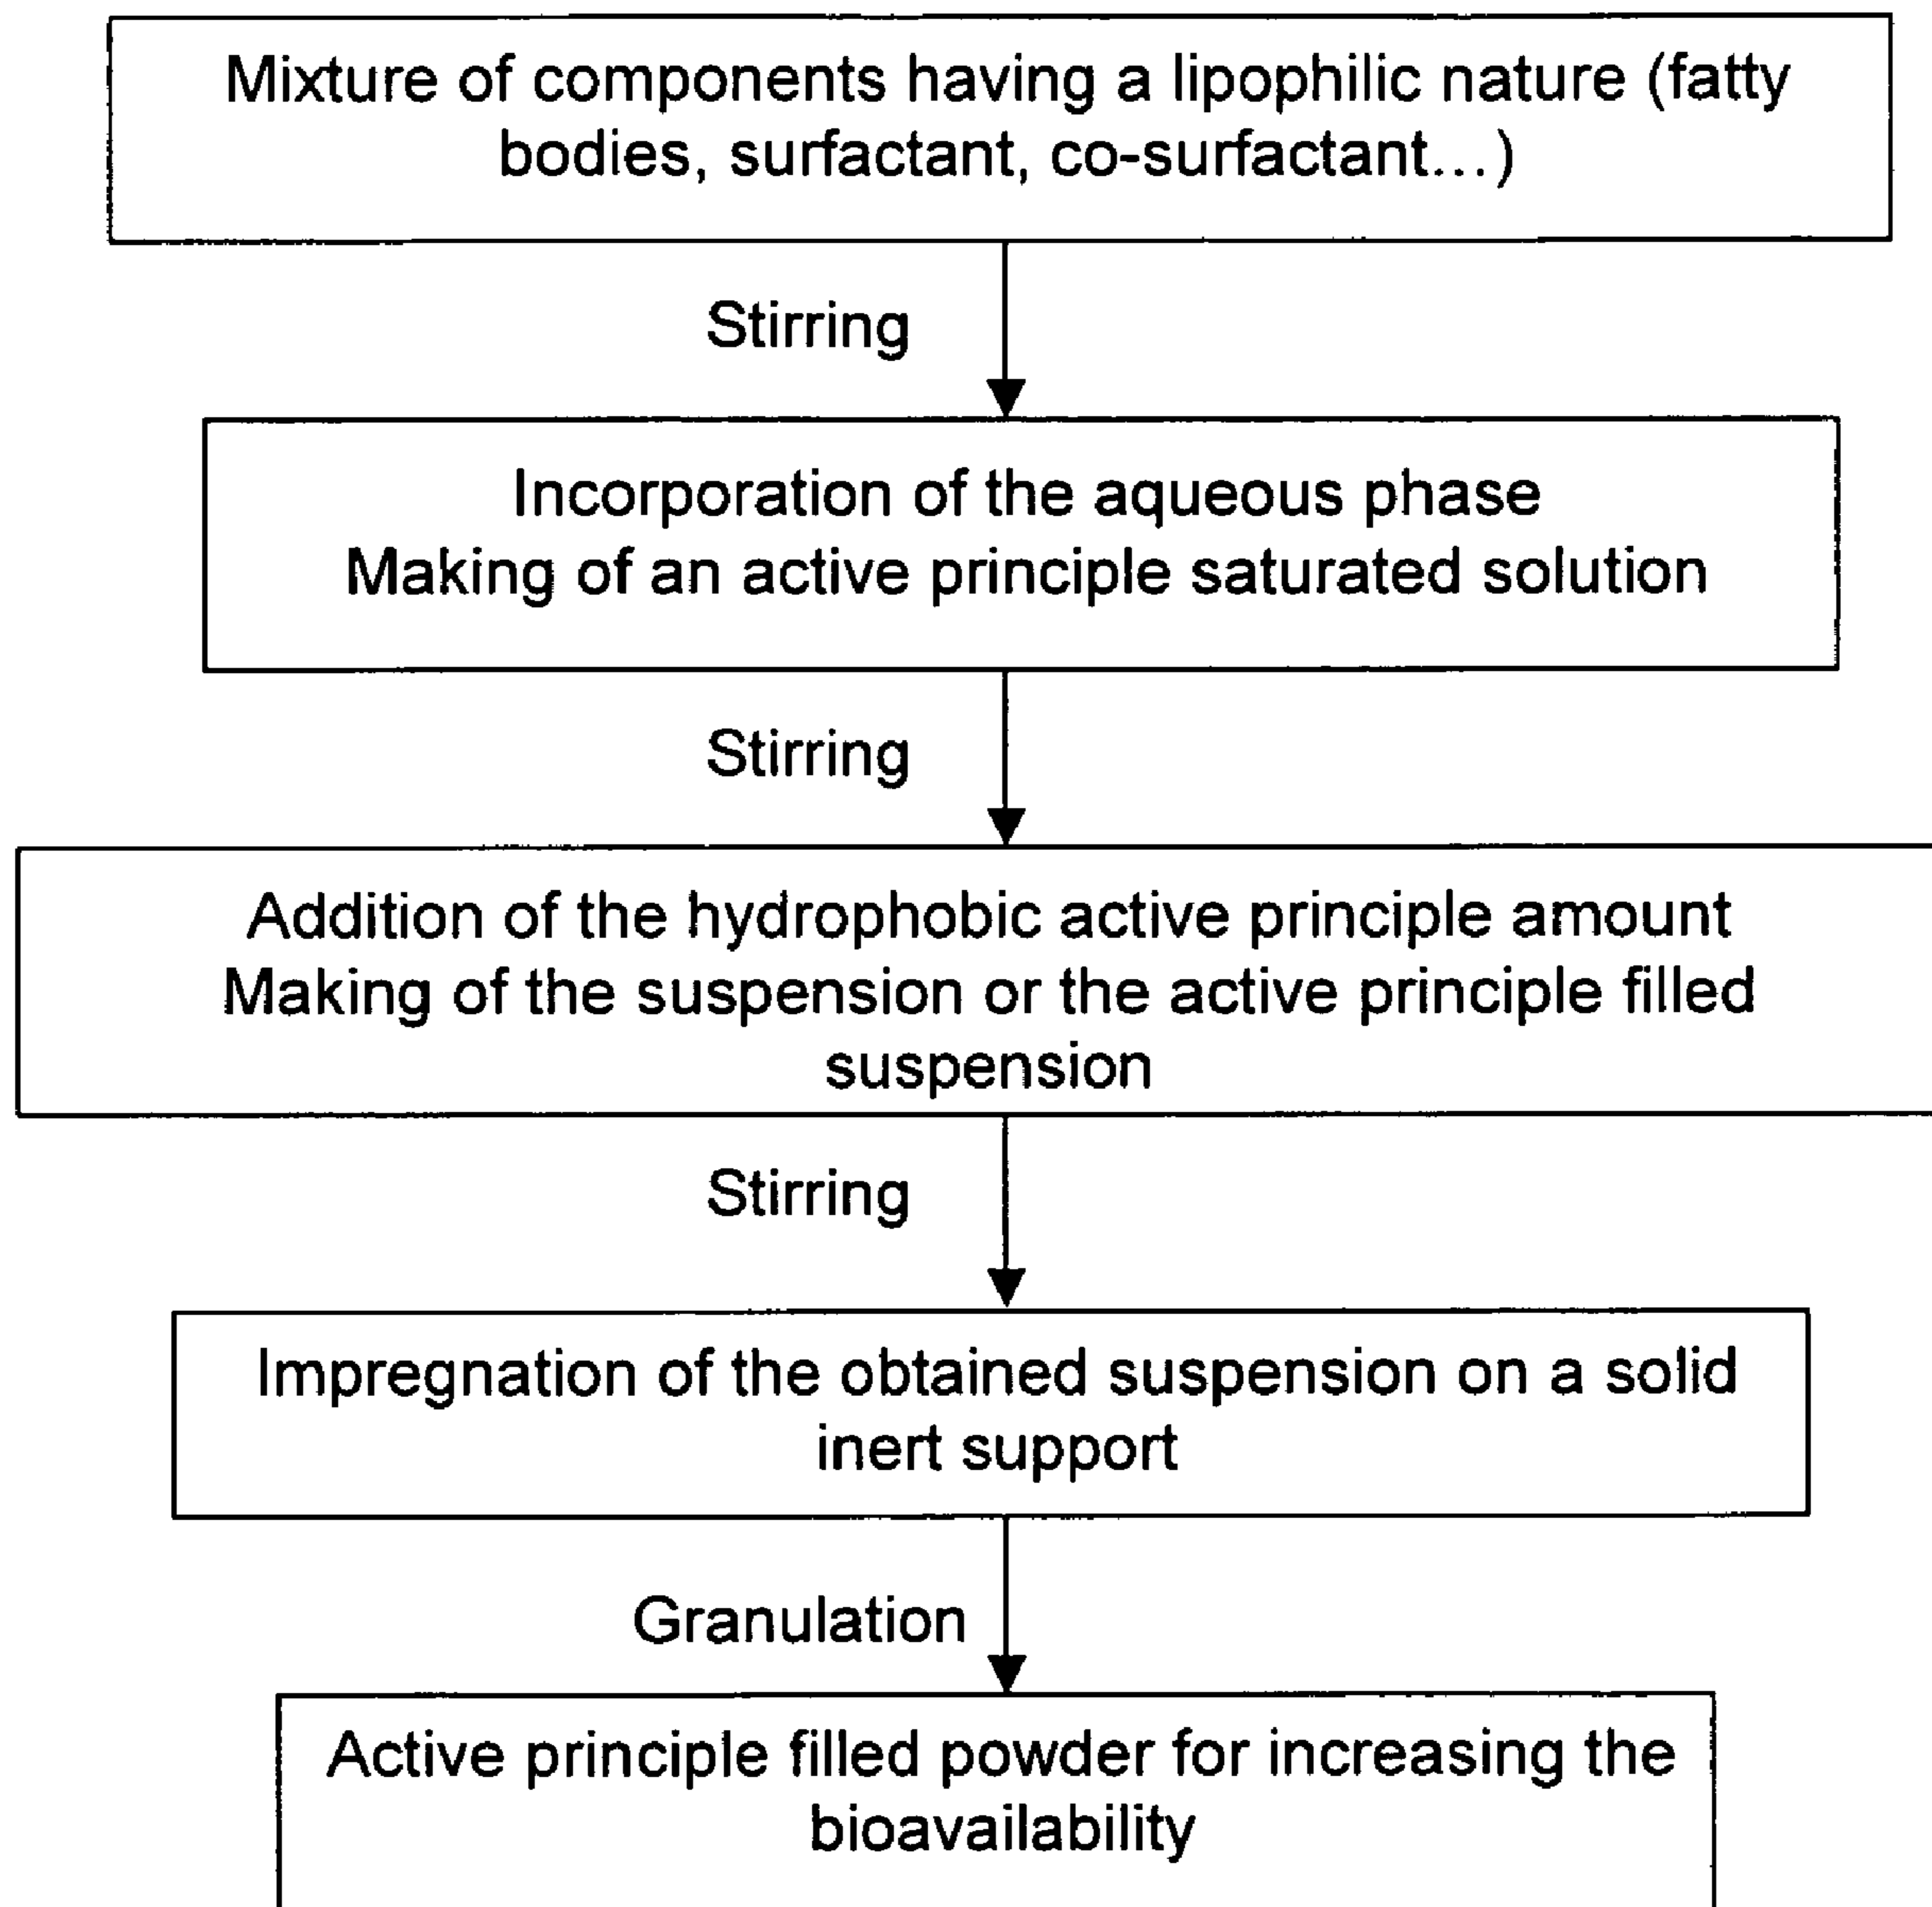 Mixture of components having a lipophilic nature (fatty
bodies, surfactant, co-surfactant...)
Stirring
Incorporation of the aqueous phase
Making of an active principle saturated solution
Stirring
Addition of the hydrophobic active principle amount
Making of the suspension or the active principle filled
suspension
Stirring
Impregnation of the obtained suspension on a solid
inert support
Granulation
Active principle filled powder for increasing the
bioavailability